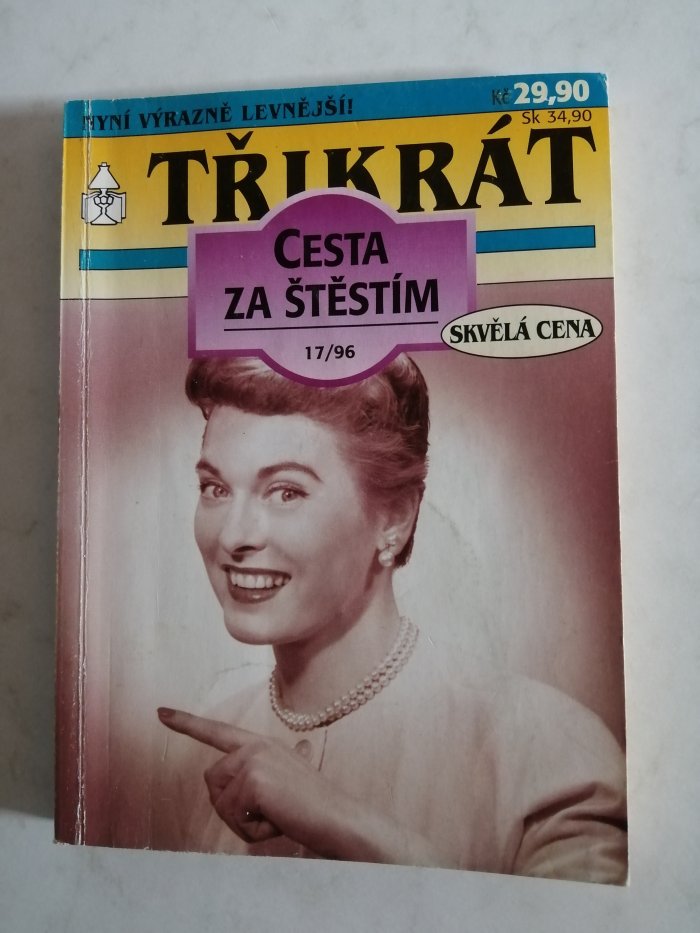 NYNÍ VÝRAZNĚ LEVNĚJŠÍ!
Kč 29,90
Sk 34,90
TŘIKRÁT
CESTA
ZA ŠTĚSTÍM
17/96
SKVĚLÁ CENA